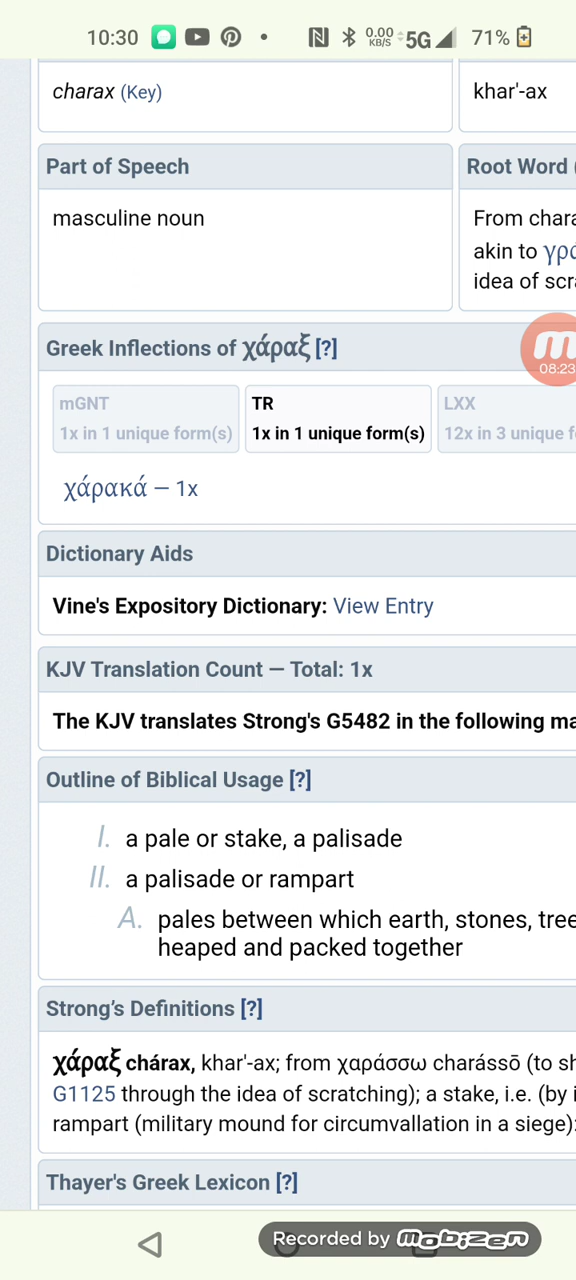 10:30 0.00 KB/S 5G 71%
charax (Key) khar'-ax
Part of Speech Root Word (
masculine noun From chara
akin to γρα
idea of scr
Greek Inflections of χάραξ [?]
08:23
mGNT TR LXX
1x in 1 unique form(s) 1x in 1 unique form(s) 12x in 3 unique f
χάρακά — 1x
Dictionary Aids
Vine's Expository Dictionary: View Entry
KJV Translation Count — Total: 1x
The KJV translates Strong's G5482 in the following ma
Outline of Biblical Usage [?]
I. a pale or stake, a palisade
II. a palisade or rampart
A. pales between which earth, stones, tree
heaped and packed together
Strong's Definitions [?]
χάραξ chárax, khar'-ax; from χαράσσω charássō (to sh
G1125 through the idea of scratching); a stake, i.e. (by i
rampart (military mound for circumvallation in a siege):
Thayer's Greek Lexicon [?]
Recorded by mobizen